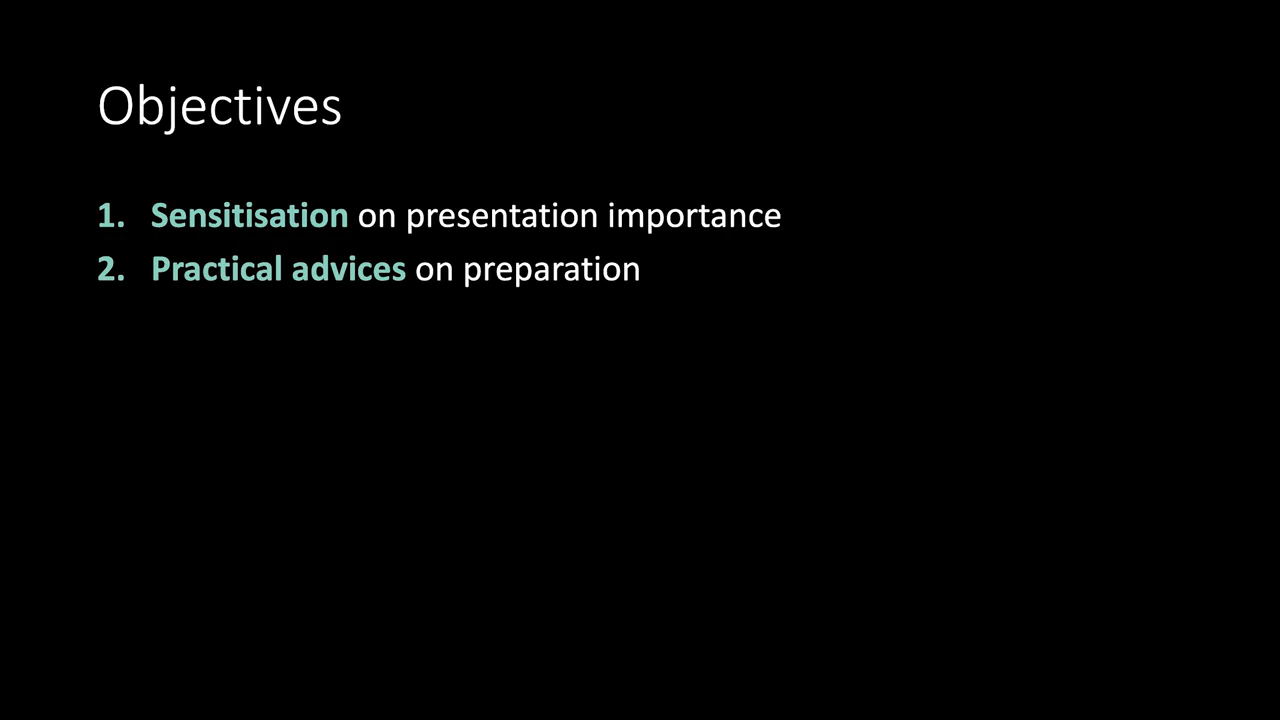 Objectives
1. Sensitisation on presentation importance
2. Practical advices on preparation